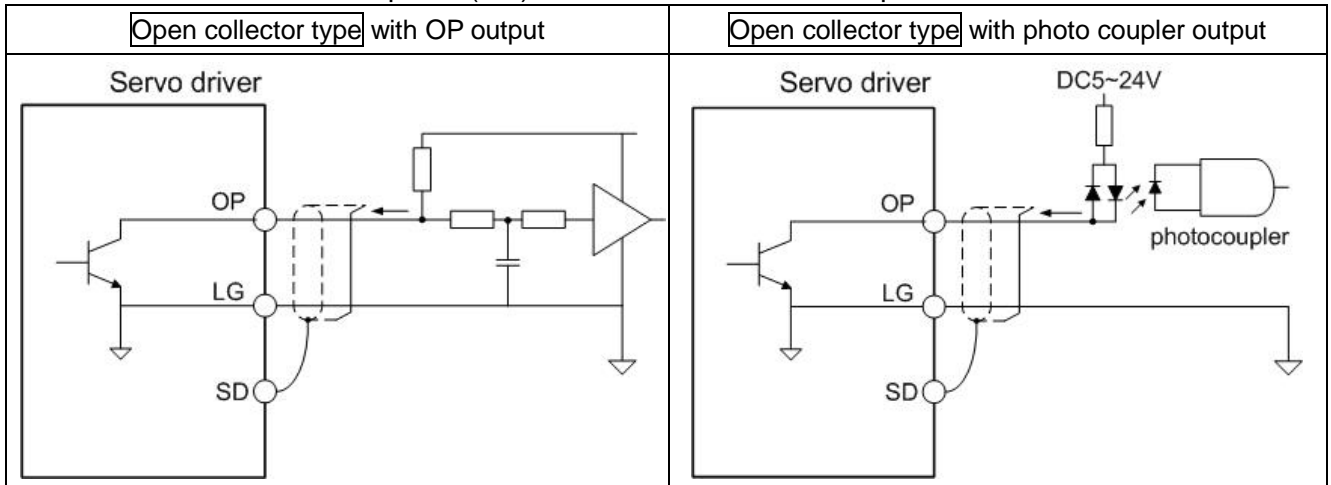 Open collector type with OP output
Open collector type with photo coupler output
Servo driver
OP
LG
SD
Servo driver
DC5~24V
OP
photocoupler
LG
SD